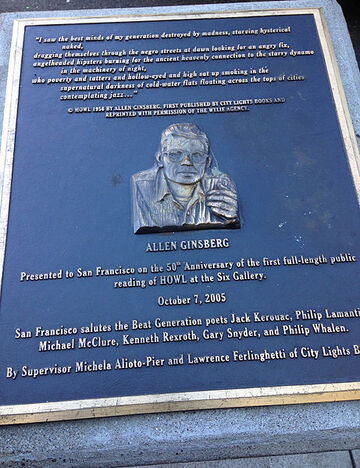 "I saw the best minds of my generation destroyed by madness, starving hysterical
naked,
dragging themselves through the negro streets at dawn looking for an angry fix,
angelheaded hipsters burning for the ancient heavenly connection to the starry dynamo
in the machinery of night,
who poverty and tatters and hollow-eyed and high sat up smoking in the
supernatural darkness of cold-water flats floating across the tops of cities
contemplating jazz..."
© HOWL 1956 BY ALLEN GINSBERG, FIRST PUBLISHED BY CITY LIGHTS BOOKS AND
REPRINTED WITH PERMISSION OF THE WYLIE AGENCY.
ALLEN GINSBERG
Presented to San Francisco on the 50th Anniversary of the first full-length public
reading of HOWL at the Six Gallery.
October 7, 2005
San Francisco salutes the Beat Generation poets Jack Kerouac, Philip Lamanti
Michael McClure, Kenneth Rexroth, Gary Snyder, and Philip Whalen.
By Supervisor Michela Alioto-Pier and Lawrence Ferlinghetti of City Lights B